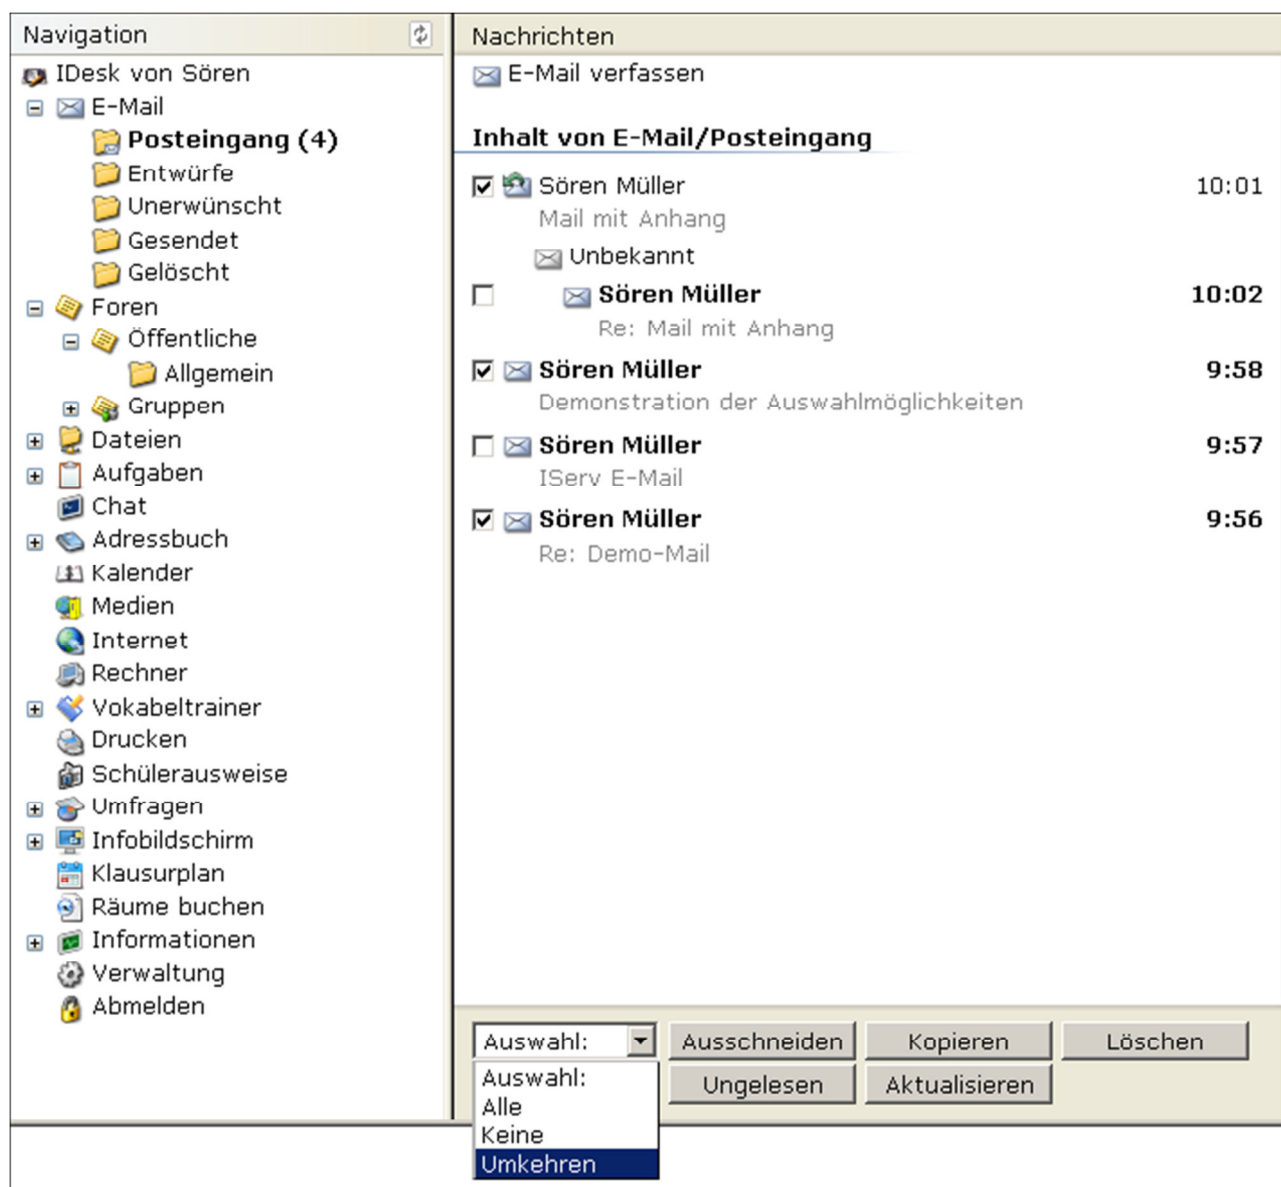 Navigation
IDesk von Sören
E-Mail
Posteingang (4)
Entwürfe
Unerwünscht
Gesendet
Gelöscht
Foren
Öffentliche
Allgemein
Gruppen
Dateien
Aufgaben
Chat
Adressbuch
Kalender
Medien
Internet
Rechner
Vokabeltrainer
Drucken
Schülerausweise
Umfragen
Infobildschirm
Klausurplan
Räume buchen
Informationen
Verwaltung
Abmelden
Nachrichten
E-Mail verfassen
Inhalt von E-Mail/Posteingang
Sören Müller 10:01
Mail mit Anhang
Unbekannt
Sören Müller 10:02
Re: Mail mit Anhang
Sören Müller 9:58
Demonstration der Auswahlmöglichkeiten
Sören Müller 9:57
IServ E-Mail
Sören Müller 9:56
Re: Demo-Mail
Auswahl: Ausschneiden Kopieren Löschen
Auswahl: Ungelesen Aktualisieren
Alle
Keine
Umkehren